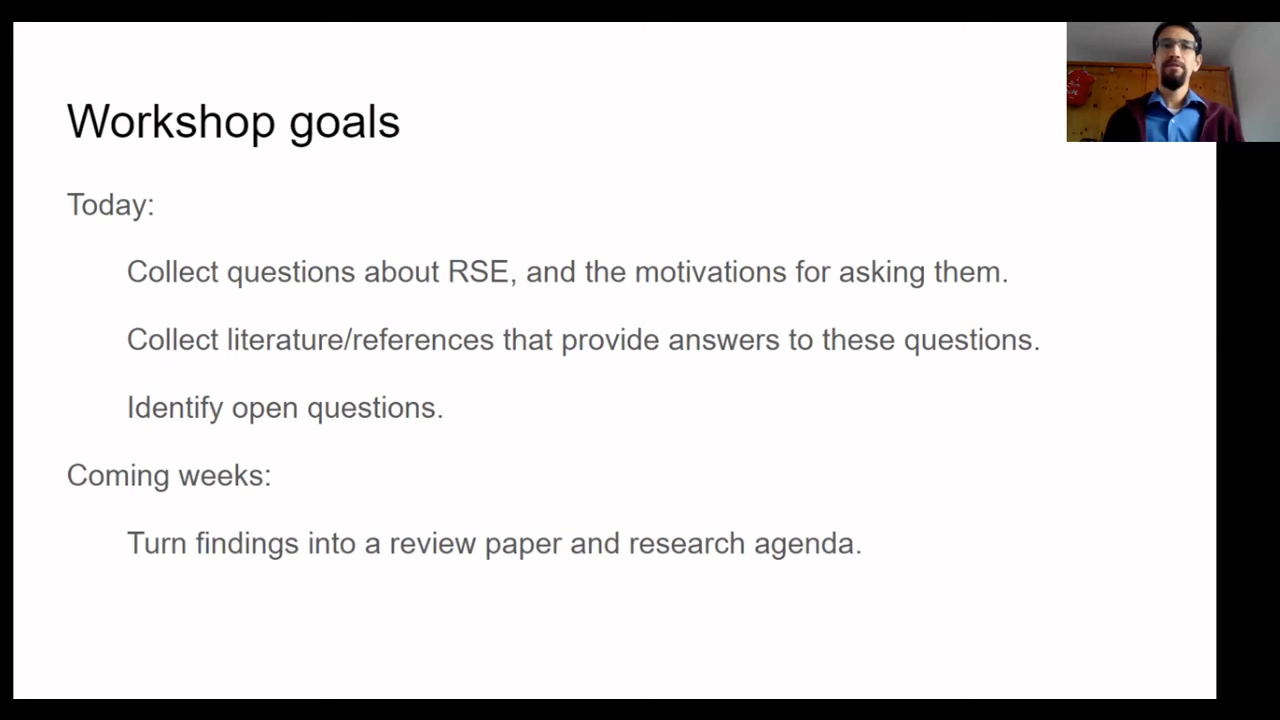 Workshop goals
Today:
Collect questions about RSE, and the motivations for asking them.
Collect literature/references that provide answers to these questions.
Identify open questions.
Coming weeks:
Turn findings into a review paper and research agenda.